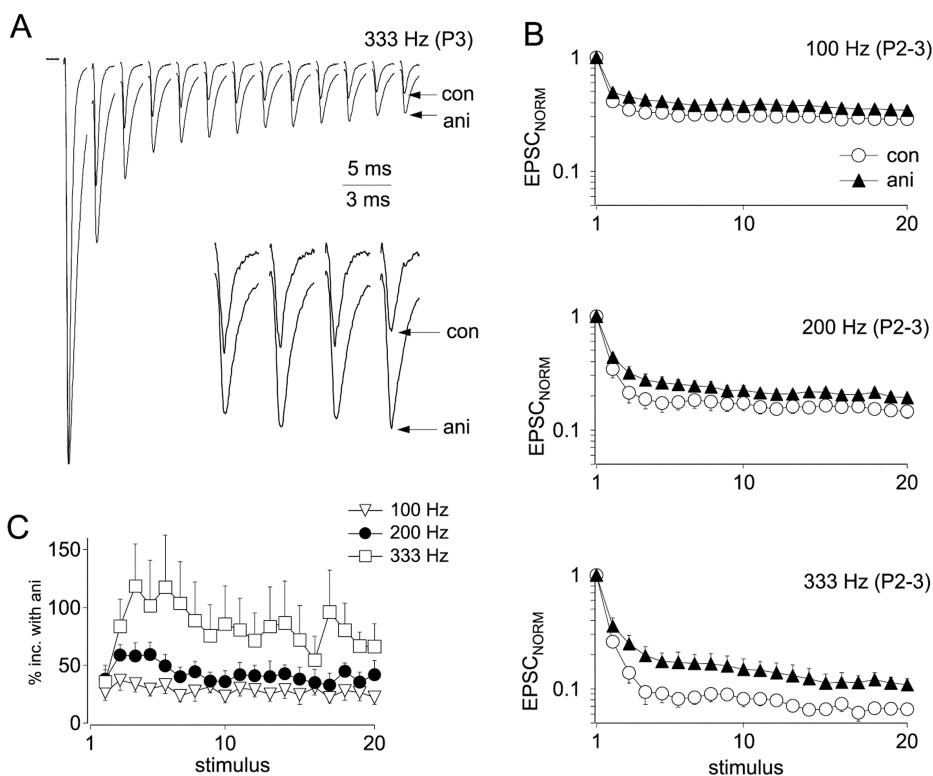 A
333 Hz (P3)
con
ani
5 ms
3 ms
con
ani
B
100 Hz (P2-3)
EPSCNORM
1
0.1
con
ani
1
10
20
200 Hz (P2-3)
EPSCNORM
1
0.1
1
10
20
333 Hz (P2-3)
EPSCNORM
1
0.1
1
10
20
stimulus
C
100 Hz
200 Hz
333 Hz
% inc. with ani
150
100
50
0
1
10
20
stimulus